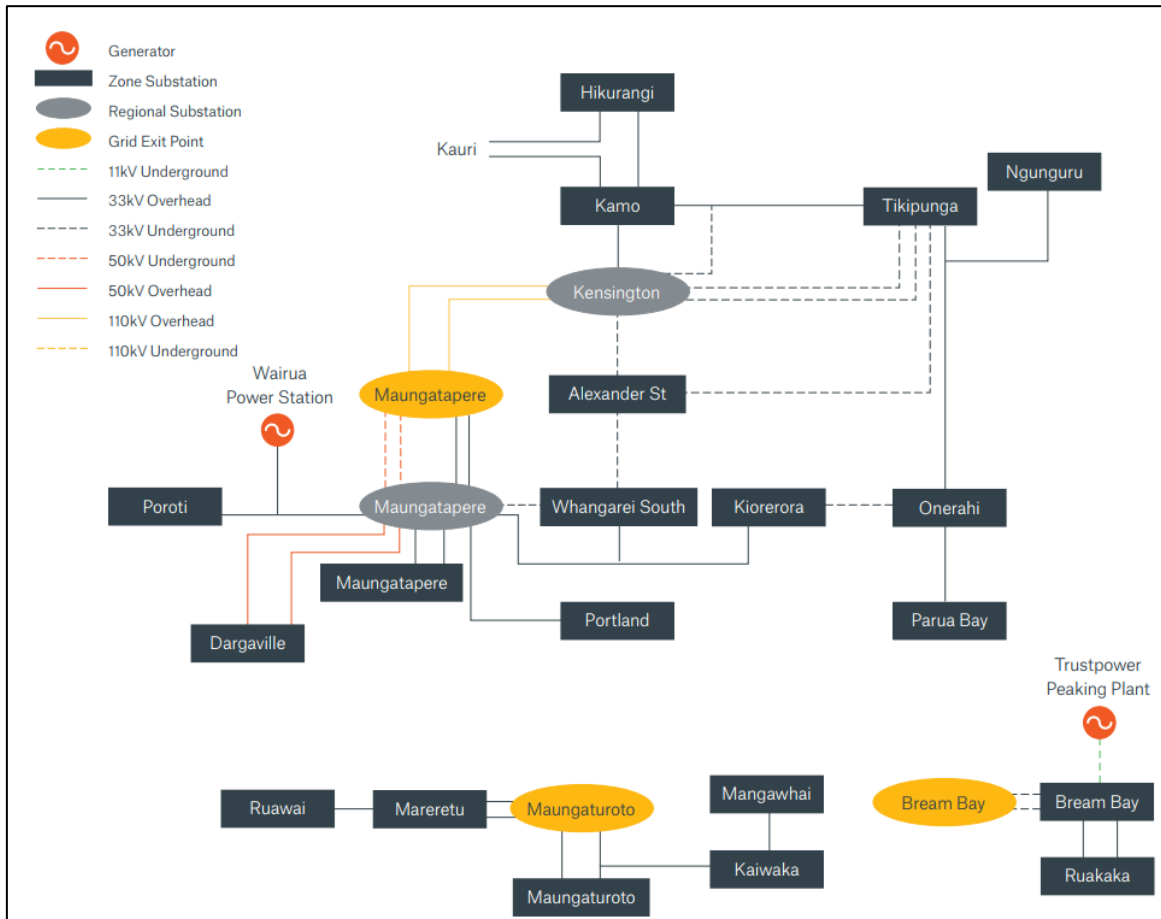 Generator
Zone Substation
Regional Substation
Grid Exit Point
11kV Underground
33kV Overhead
33kV Underground
50kV Underground
50kV Overhead
110kV Overhead
110kV Underground
Hikurangi
Kauri
Ngunguru
Kamo
Tikipunga
Kensington
Wairua
Power Station
Maungatapere
Alexander St
Poroti
Maungatapere
Whangarei South
Kiorerora
Onerahi
Maungatapere
Portland
Parua Bay
Dargaville
Trustpower
Peaking Plant
Ruawai
Mareretu
Maungaturoto
Mangawhai
Bream Bay
Bream Bay
Maungaturoto
Kaiwaka
Ruakaka